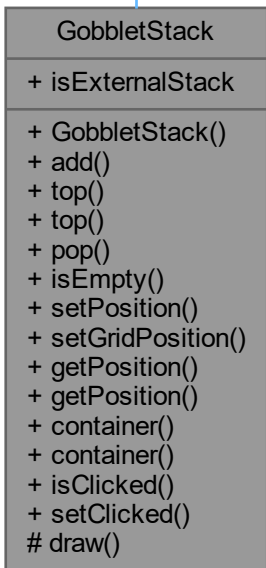 GobbletStack
+ isExternalStack
+ GobbletStack()
+ add()
+ top()
+ top()
+ pop()
+ isEmpty()
+ setPosition()
+ setGridPosition()
+ getPosition()
+ getPosition()
+ container()
+ container()
+ isClicked()
+ setClicked()
# draw()